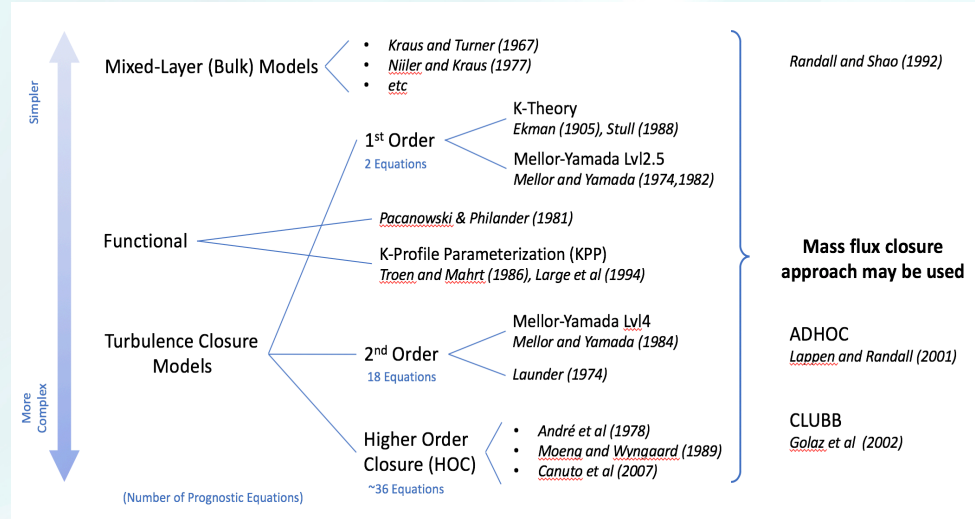 Simpler
More
Complex
Mixed-Layer (Bulk) Models
• Kraus and Turner (1967)
• Niiler and Kraus (1977)
• etc
1st Order
2 Equations
K-Theory
Ekman (1905), Stull (1988)
Mellor-Yamada Lvl2.5
Mellor and Yamada (1974,1982)
Functional
Pacanowski & Philander (1981)
K-Profile Parameterization (KPP)
Troen and Mahrt (1986), Large et al (1994)
Turbulence Closure
Models
2nd Order
18 Equations
Mellor-Yamada Lvl4
Mellor and Yamada (1984)
Launder (1974)
Higher Order
Closure (HOC)
~36 Equations
• André et al (1978)
• Moeng and Wyngaard (1989)
• Canuto et al (2007)
(Number of Prognostic Equations)
Randall and Shao (1992)
Mass flux closure
approach may be used
ADHOC
Lappen and Randall (2001)
CLUBB
Golaz et al  (2002)